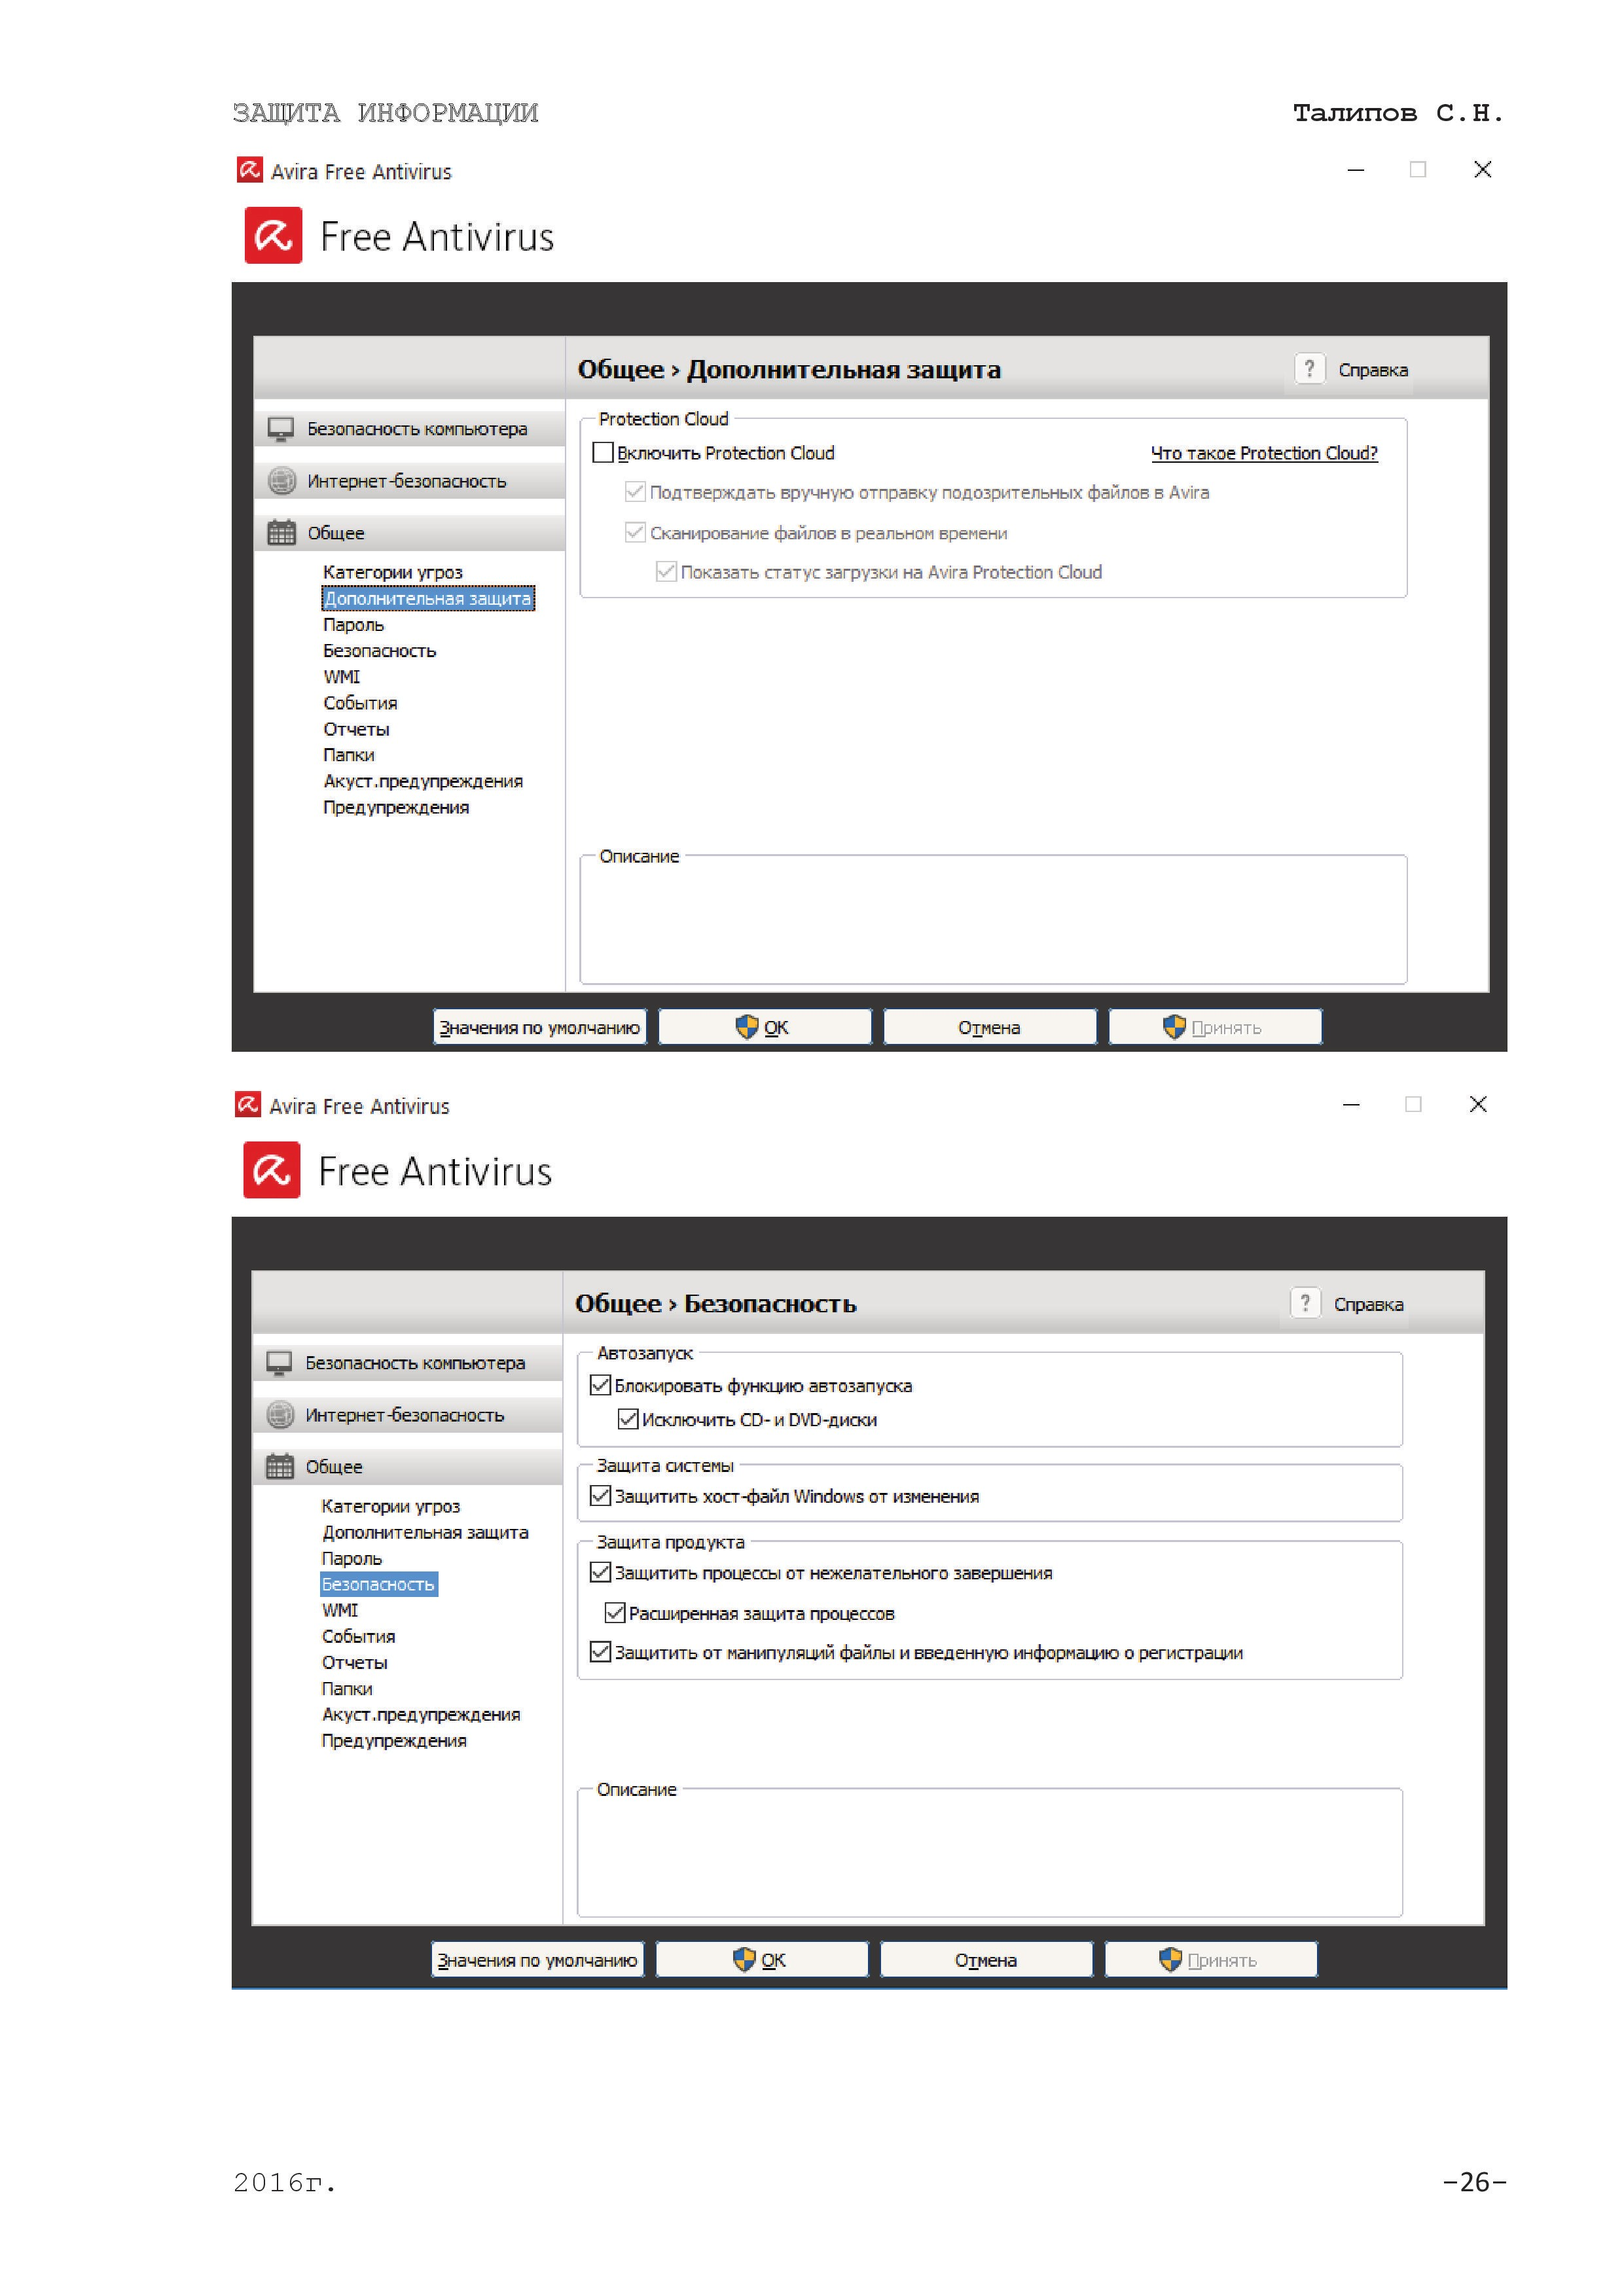 ЗАЩИТА ИНФОРМАЦИИ Талипов С.Н.
Avira Free Antivirus
Free Antivirus
Общее › Дополнительная защита ? Справка
Безопасность компьютера
Интернет-безопасность
Общее
Категории угроз
Дополнительная защита
Пароль
Безопасность
WMI
События
Отчеты
Папки
Акуст.предупреждения
Предупреждения
Protection Cloud
Включить Protection Cloud Что такое Protection Cloud?
Подтверждать вручную отправку подозрительных файлов в Avira
Сканирование файлов в реальном времени
Показать статус загрузки на Avira Protection Cloud
Описание
Значения по умолчанию OK Отмена Принять
Avira Free Antivirus
Free Antivirus
Общее › Безопасность ? Справка
Безопасность компьютера
Интернет-безопасность
Общее
Категории угроз
Дополнительная защита
Пароль
Безопасность
WMI
События
Отчеты
Папки
Акуст.предупреждения
Предупреждения
Автозапуск
Блокировать функцию автозапуска
Исключить CD- и DVD-диски
Защита системы
Защитить хост-файл Windows от изменения
Защита продукта
Защитить процессы от нежелательного завершения
Расширенная защита процессов
Защитить от манипуляций файлы и введенную информацию о регистрации
Описание
Значения по умолчанию OK Отмена Принять
2016г. -26-